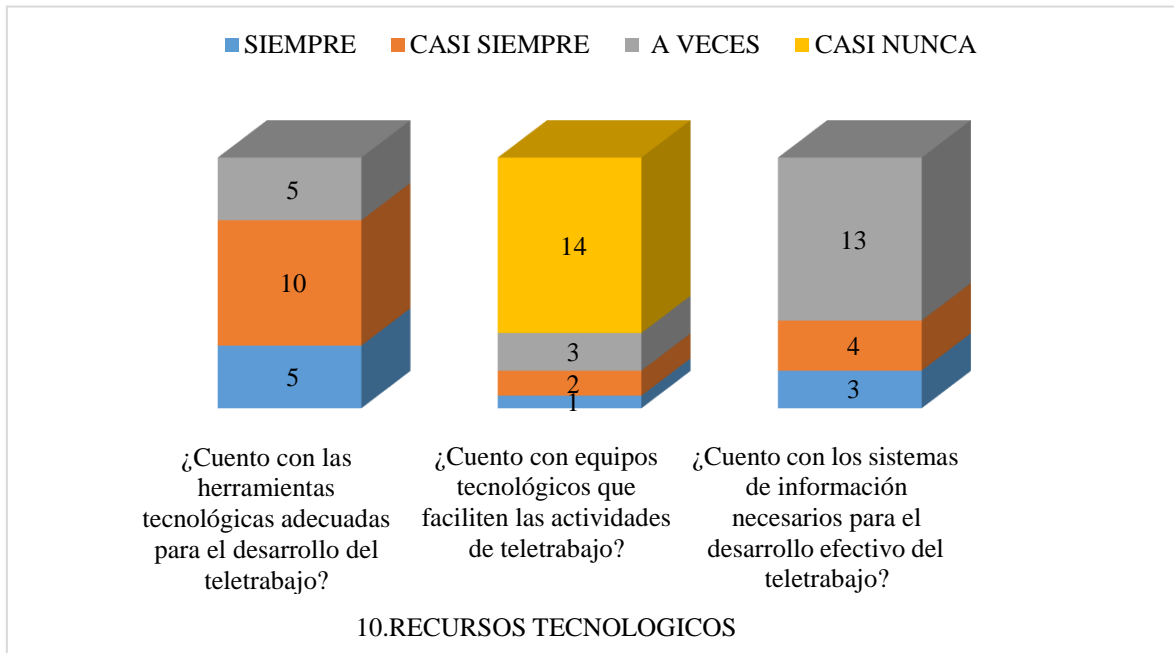 SIEMPRE CASI SIEMPRE A VECES CASI NUNCA
5
10
5
14
3
2
1
13
4
3
¿Cuento con las
herramientas
tecnológicas adecuadas
para el desarrollo del
teletrabajo?
¿Cuento con equipos
tecnológicos que
faciliten las actividades
de teletrabajo?
¿Cuento con los sistemas
de información
necesarios para el
desarrollo efectivo del
teletrabajo?
10.RECURSOS TECNOLOGICOS